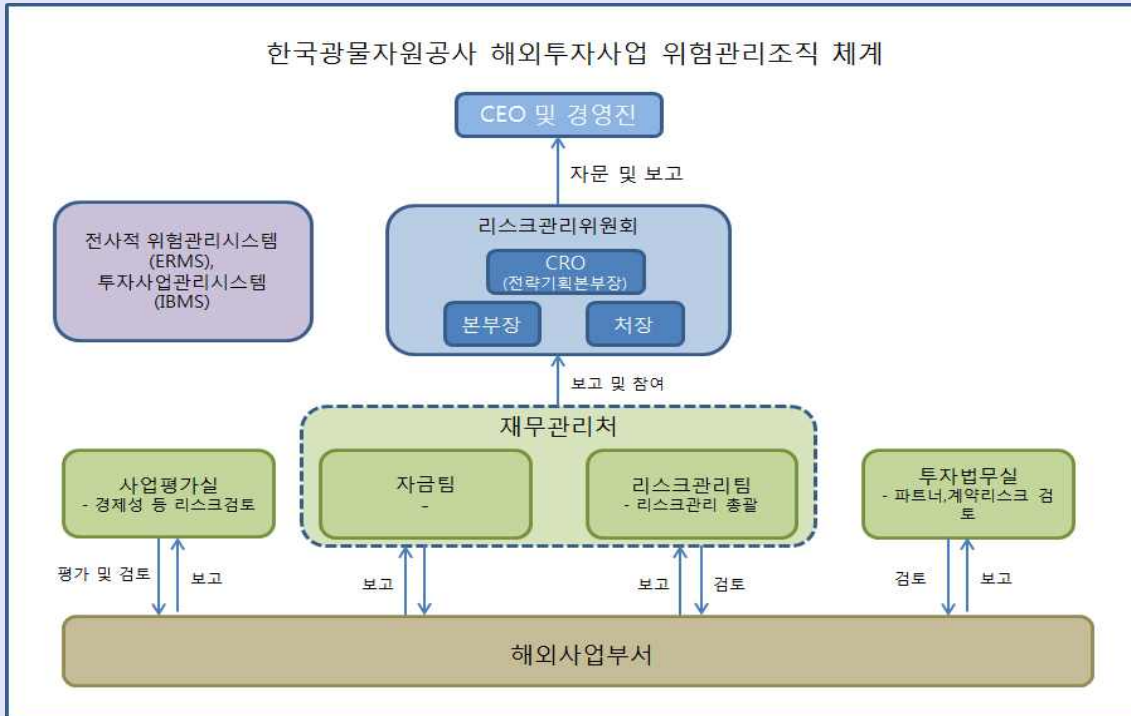 한국광물자원공사 해외투자사업 위험관리조직 체계
CEO 및 경영진
자문 및 보고
전사적 위험관리시스템
(ERMS),
투자사업관리시스템
(IBMS)
리스크관리위원회
CRO
(전략기획본부장)
본부장
처장
보고 및 참여
재무관리처
사업평가실
- 경제성 등 리스크검토
자금팀
-
리스크관리팀
- 리스크관리 총괄
투자법무실
- 파트너,계약리스크 검
토
평가 및 검토
보고
보고
보고
검토
검토
보고
해외사업부서